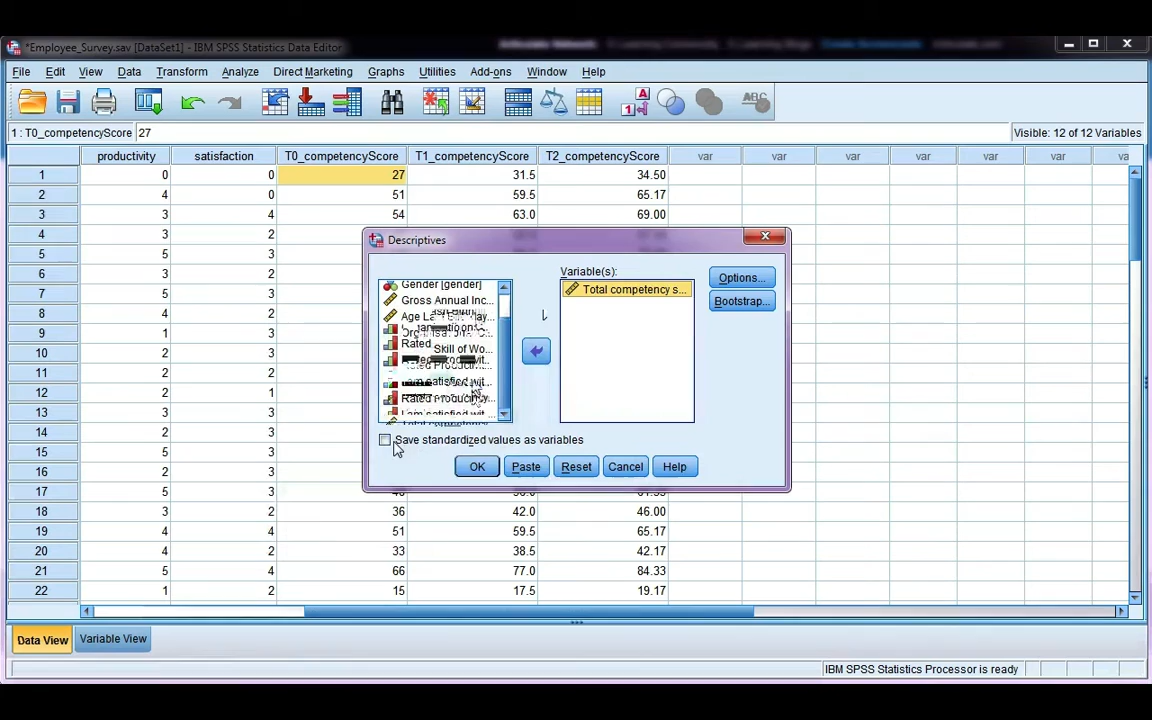 *Employee_Survey.sav [DataSet1] - IBM SPSS Statistics Data Editor
File Edit View Data Transform Analyze Direct Marketing Graphs Utilities Add-ons Window Help
1 : T0_competencyScore 27 Visible: 12 of 12 Variables
productivity satisfaction T0_competencyScore T1_competencyScore T2_competencyScore var var var var var
1 0 0 27 31.5 34.50
2 4 0 51 59.5 65.17
3 3 4 54 63.0 69.00
4 3 2
5 5 3
6 3 2
7 5 3
8 4 2
9 1 3
10 2 3
11 2 2
12 2 1
13 3 2
14 2 3
15 5 3
16 2 3
17 5 3
18 3 2 36 42.0 46.00
19 4 4 51 59.5 65.17
20 4 2 33 38.5 42.17
21 5 4 66 77.0 84.33
22 1 2 15 17.5 19.17
Descriptives
Variable(s):
Gender [gender]
Gross Annual Inc...
Rated
Skill of Wo...
Total competency s...
Options...
Bootstrap...
Save standardized values as variables
OK Paste Reset Cancel Help
Data View Variable View
IBM SPSS Statistics Processor is ready